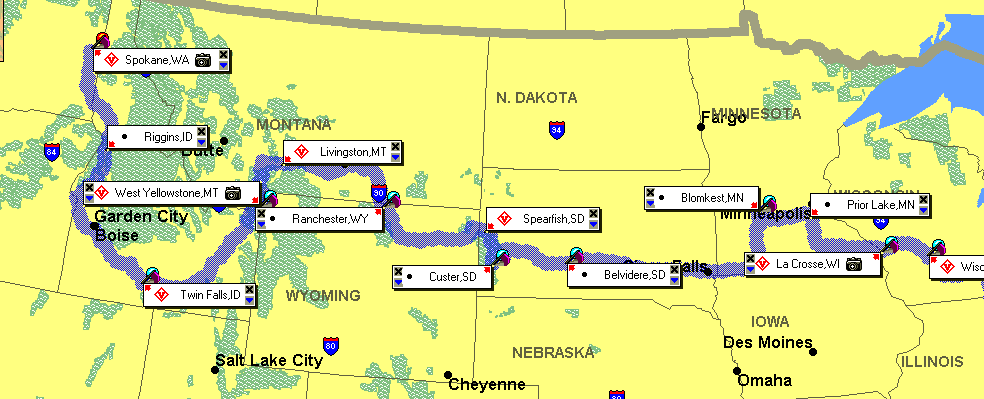 Spokane,WA
N. DAKOTA
94
MINNESOTA
Fargo
Riggins,ID
MONTANA
Butte
84
Livingston,MT
West Yellowstone,MT
90
Blomkest,MN
WISCONSIN
Prior Lake,MN
Minneapolis
94
Garden City
Ranchester,WY
Spearfish,SD
Boise
Custer,SD
Belvidere,SD
Falls
La Crosse,WI
Wisc
Twin Falls,ID
WYOMING
IOWA
80
Des Moines
Salt Lake City
NEBRASKA
ILLINOIS
Cheyenne
Omaha
80